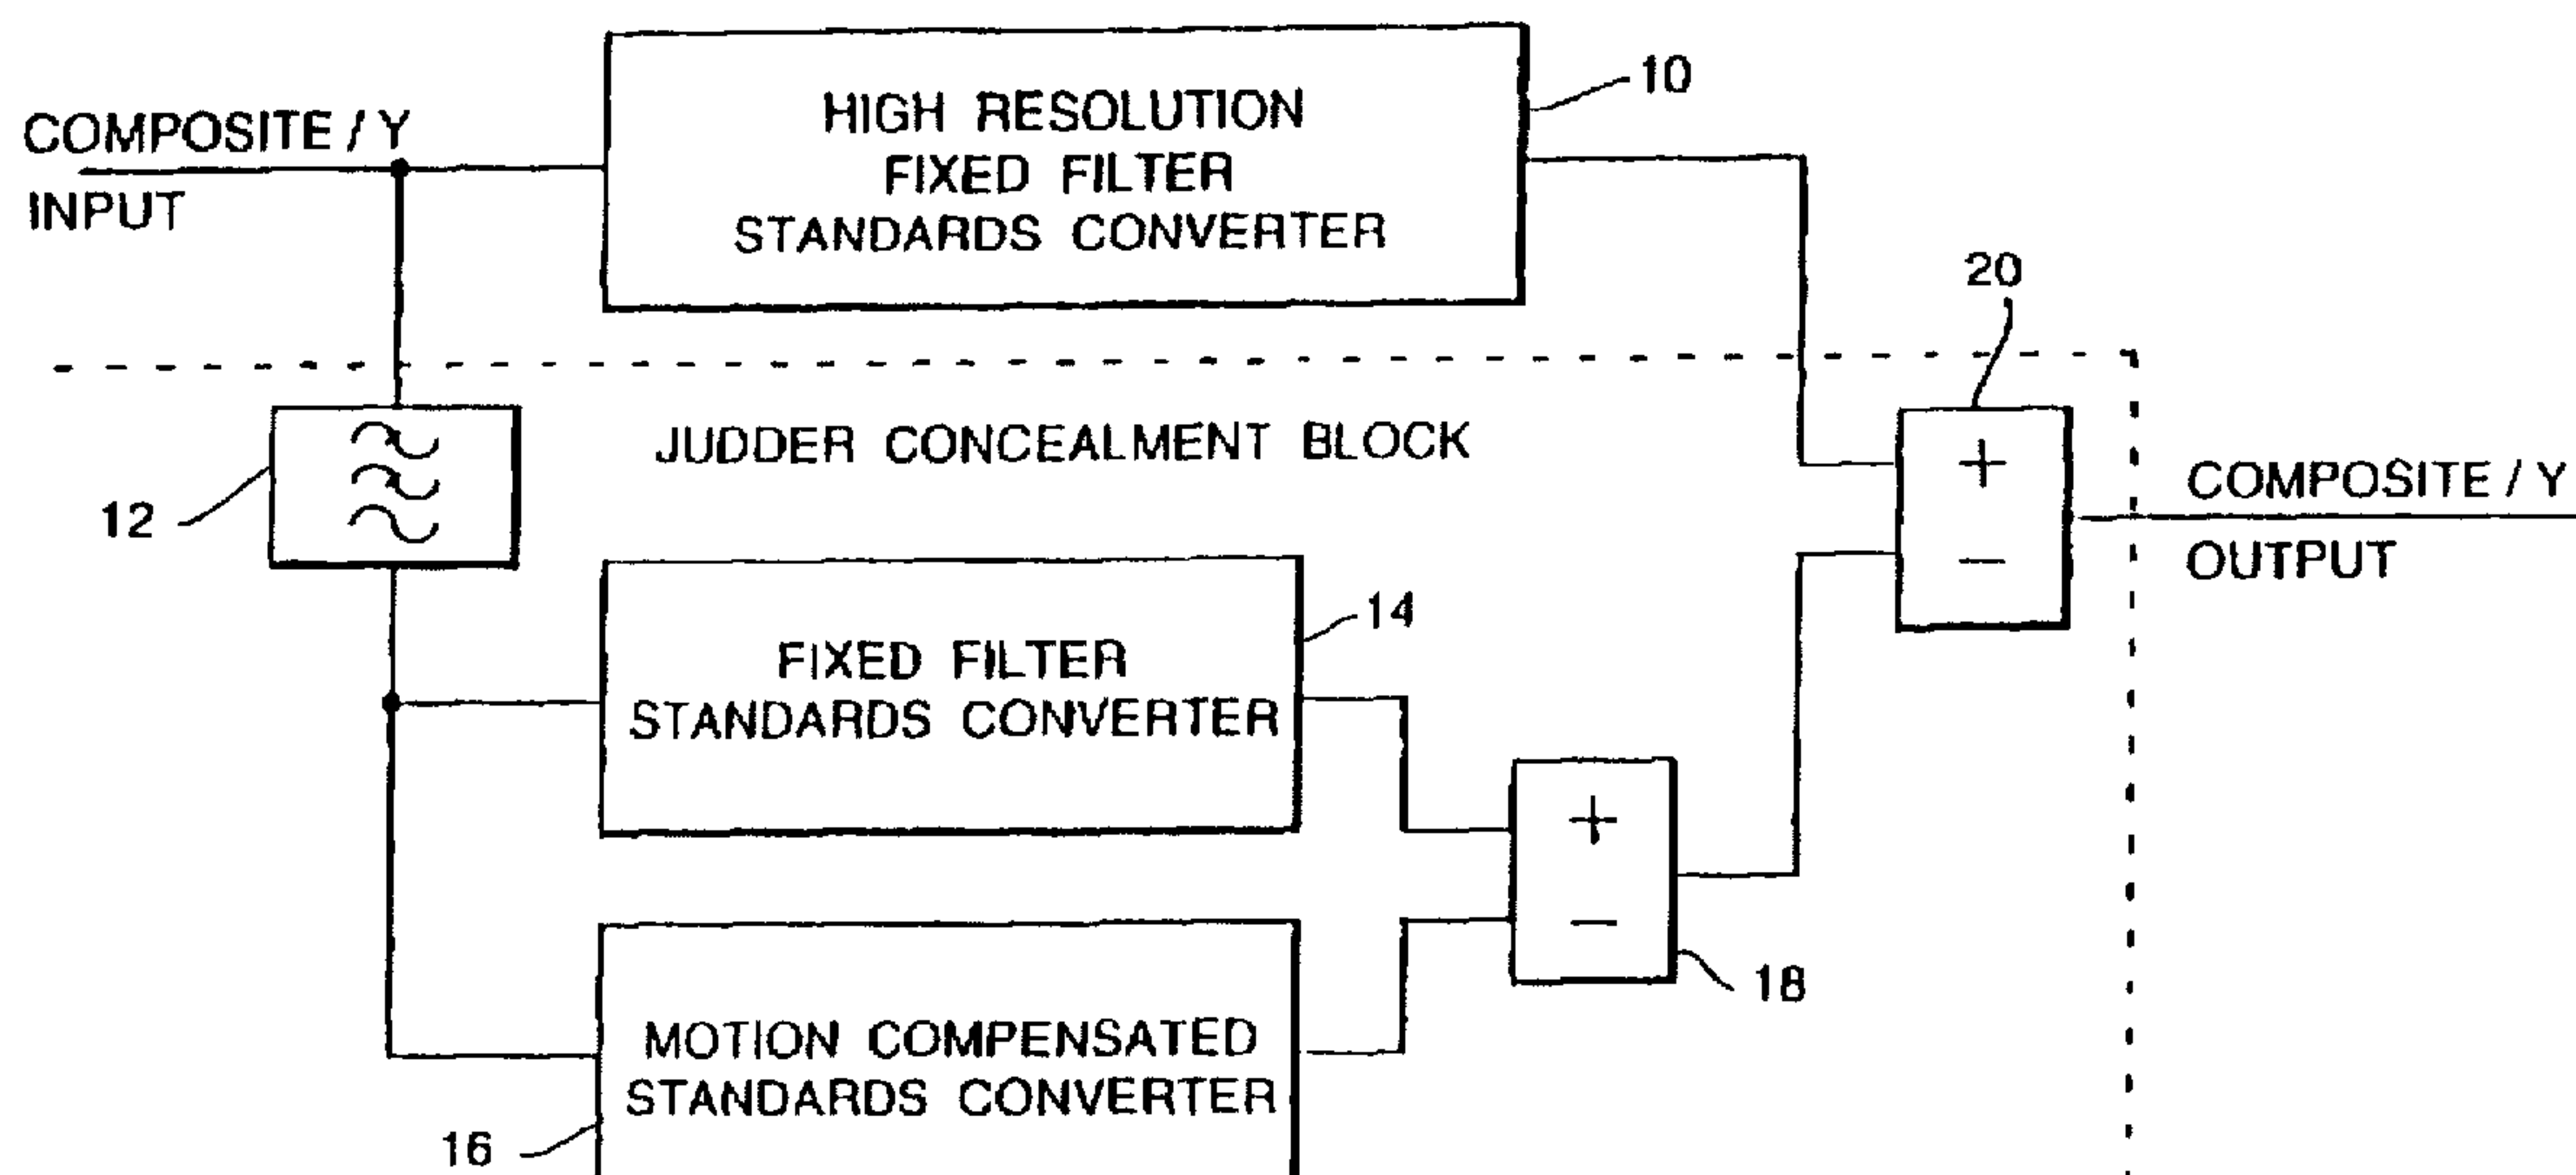 COMPOSITE / Y
INPUT
HIGH RESOLUTION
FIXED FILTER
STANDARDS CONVERTER
10
20
JUDDER CONCEALMENT BLOCK
12
+
−
COMPOSITE / Y
OUTPUT
FIXED FILTER
STANDARDS CONVERTER
14
+
−
18
MOTION COMPENSATED
STANDARDS CONVERTER
16